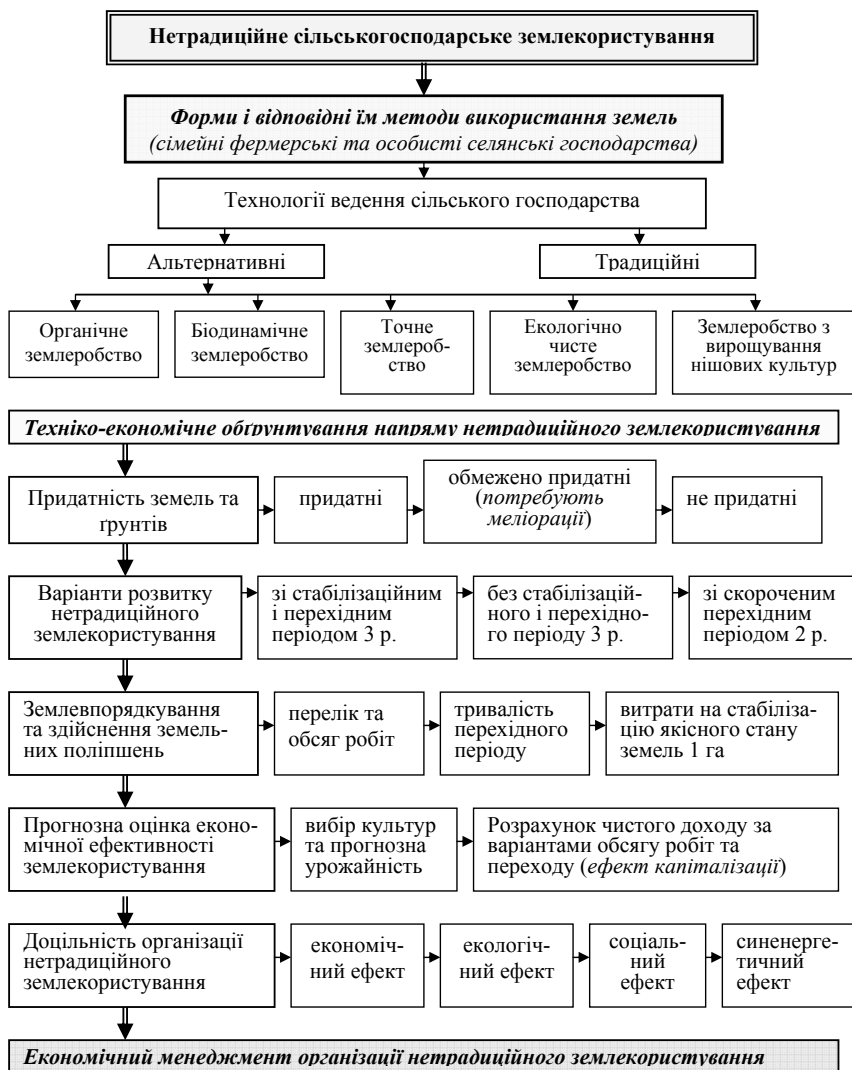 Нетрадиційне сільськогосподарське землекористування
Форми і відповідні їм методи використання земель
(сімейні фермерські та особисті селянські господарства)
Технології ведення сільського господарства
Альтернативні
Традиційні
Органічне
землеробство
Біодинамічне
землеробство
Точне
землероб-
ство
Екологічно
чисте
землеробство
Землеробство з
вирощування
нішових культур
Техніко-економічне обґрунтування напряму нетрадиційного землекористування
Придатність земель та
ґрунтів
придатні
обмежено придатні
(потребують
меліорації)
не придатні
Варіанти розвитку
нетрадиційного
землекористування
зі стабілізаційним
і перехідним
періодом 3 р.
без стабілізацій-
ного і перехідно-
го періоду 3 р.
зі скороченим
перехідним
періодом 2 р.
Землевпорядкування
та здійснення земель-
них поліпшень
перелік та
обсяг робіт
тривалість
перехідного
періоду
витрати на стабіліза-
цію якісного стану
земель 1 га
Прогнозна оцінка еконо-
мічної ефективності
землекористування
вибір культур
та прогнозна
урожайність
Розрахунок чистого доходу за
варіантами обсягу робіт та
переходу (ефект капіталізації)
Доцільність організації
нетрадиційного
землекористування
економіч-
ний ефект
екологіч-
ний ефект
соціаль-
ний
ефект
синенерге-
тичний
ефект
Економічний менеджмент організації нетрадиційного землекористування